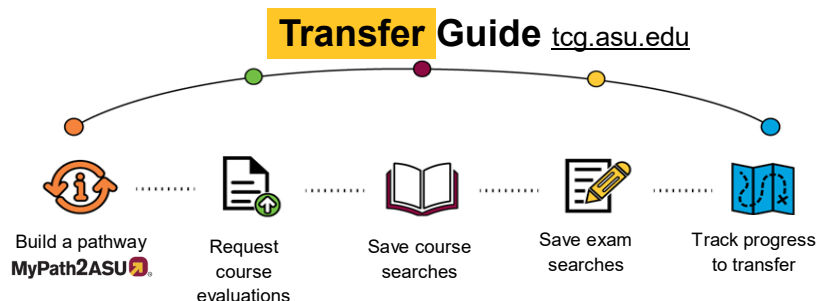 Transfer Guide tcg.asu.edu
Build a pathway
MyPath2ASU
Request
course
evaluations
Save course
searches
Save exam
searches
Track progress
to transfer